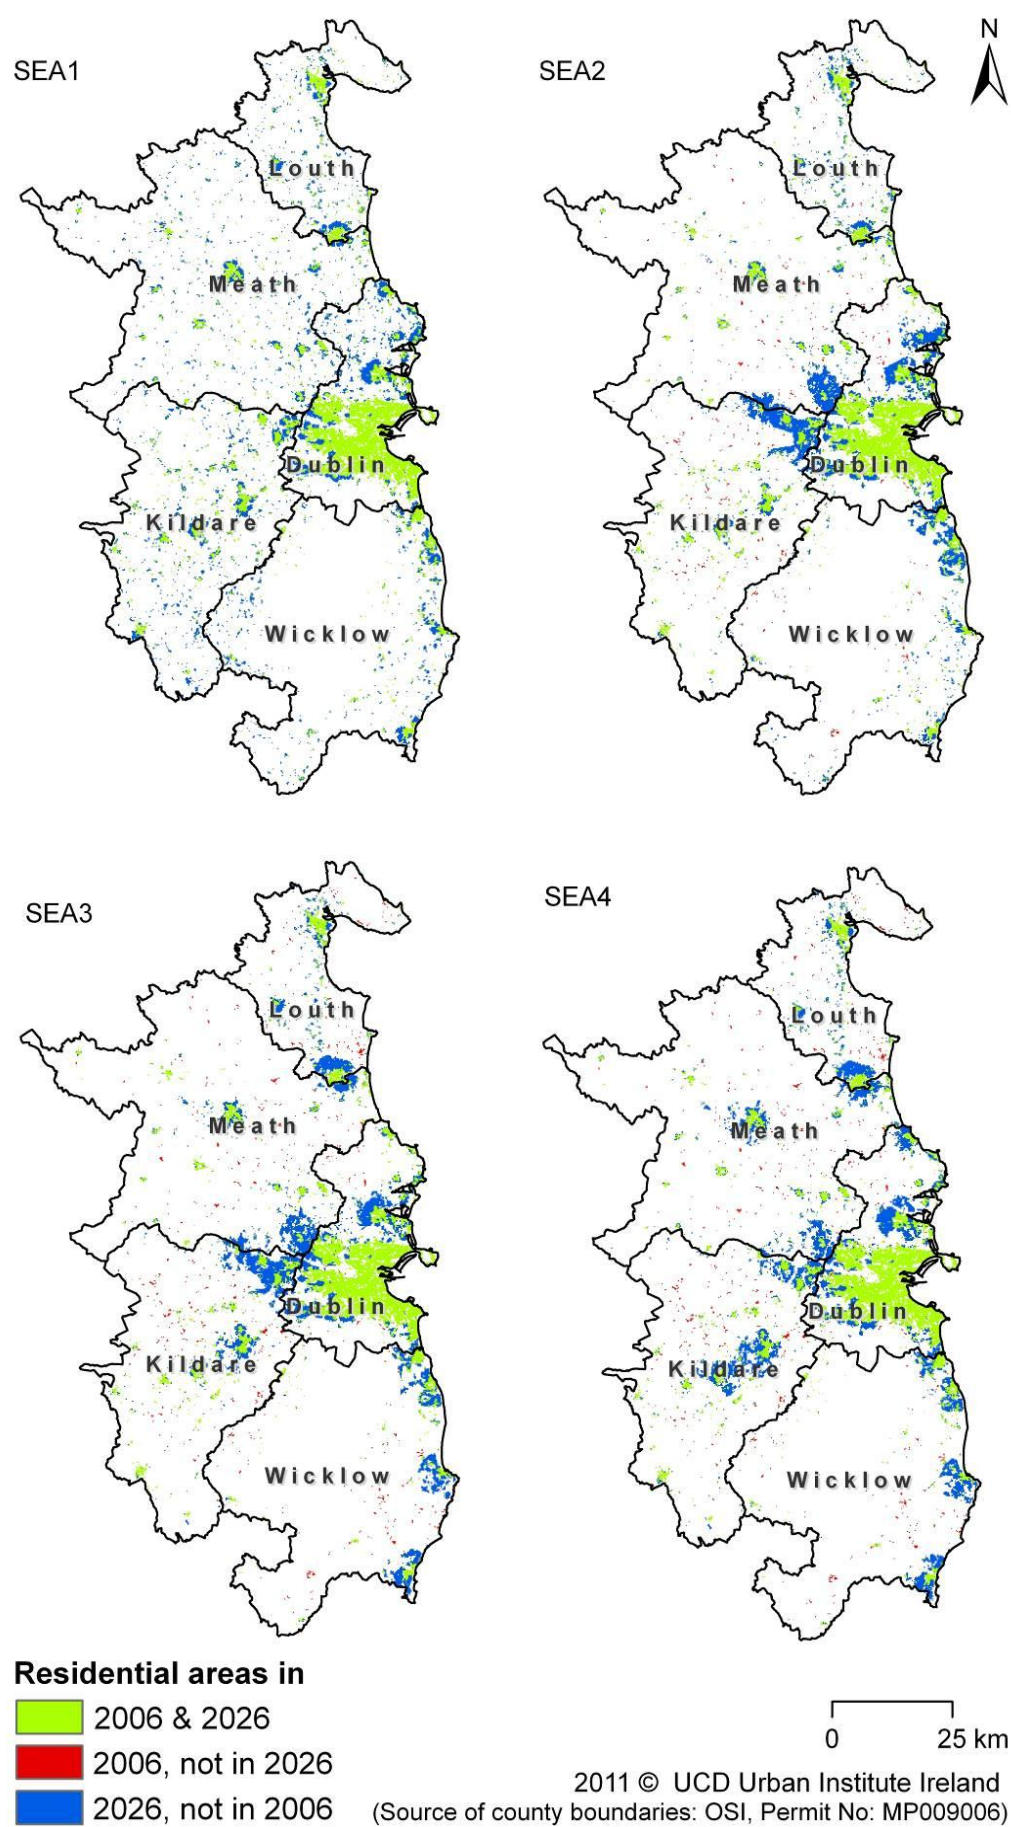 SEA1
SEA2
N
Louth
Meath
Dublin
Kildare
Wicklow
Louth
Meath
Dublin
Kildare
Wicklow
SEA3
SEA4
Louth
Meath
Dublin
Kildare
Wicklow
Louth
Meath
Dublin
Kildare
Wicklow
Residential areas in
2006 & 2026
2006, not in 2026
2026, not in 2006
0 25 km
2011 © UCD Urban Institute Ireland
(Source of county boundaries: OSI, Permit No: MP009006)